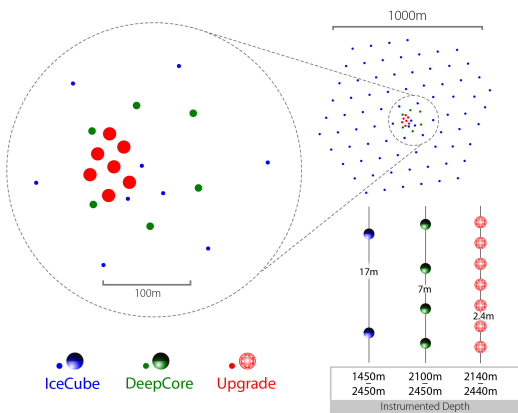 1000m
100m
17m
7m
2.4m
IceCube
DeepCore
Upgrade
1450m 2100m 2140m
– – –
2450m 2450m 2440m
Instrumented Depth